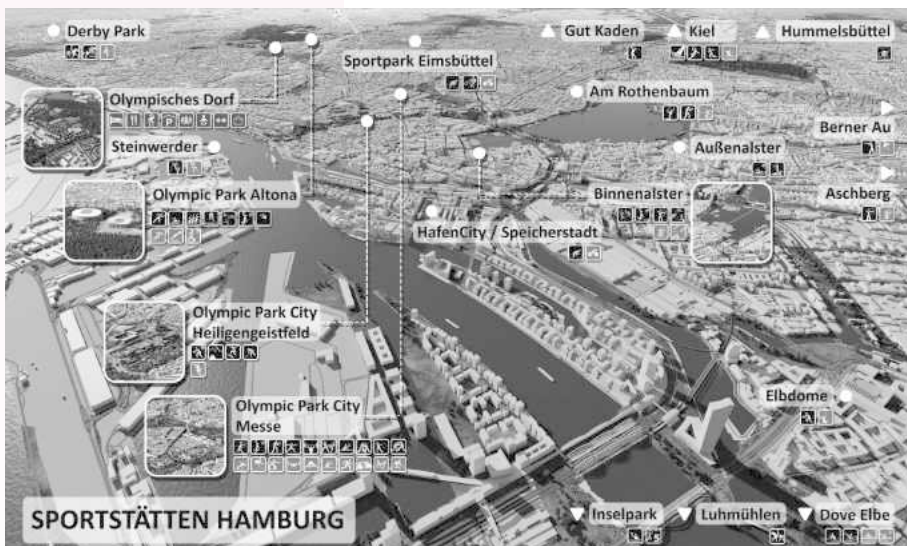 Derby Park
Gut Kaden
Kiel
Hummelsbüttel
Sportpark Eimsbüttel
Olympisches Dorf
Am Rothenbaum
Berner Au
Steinwerder
Außenalster
Olympic Park Altona
Binnenalster
Aschberg
HafenCity / Speicherstadt
Olympic Park City
Heiligengeistfeld
Elbdome
Olympic Park City
Messe
SPORTSTÄTTEN HAMBURG
Inselpark
Luhmühlen
Dove Elbe